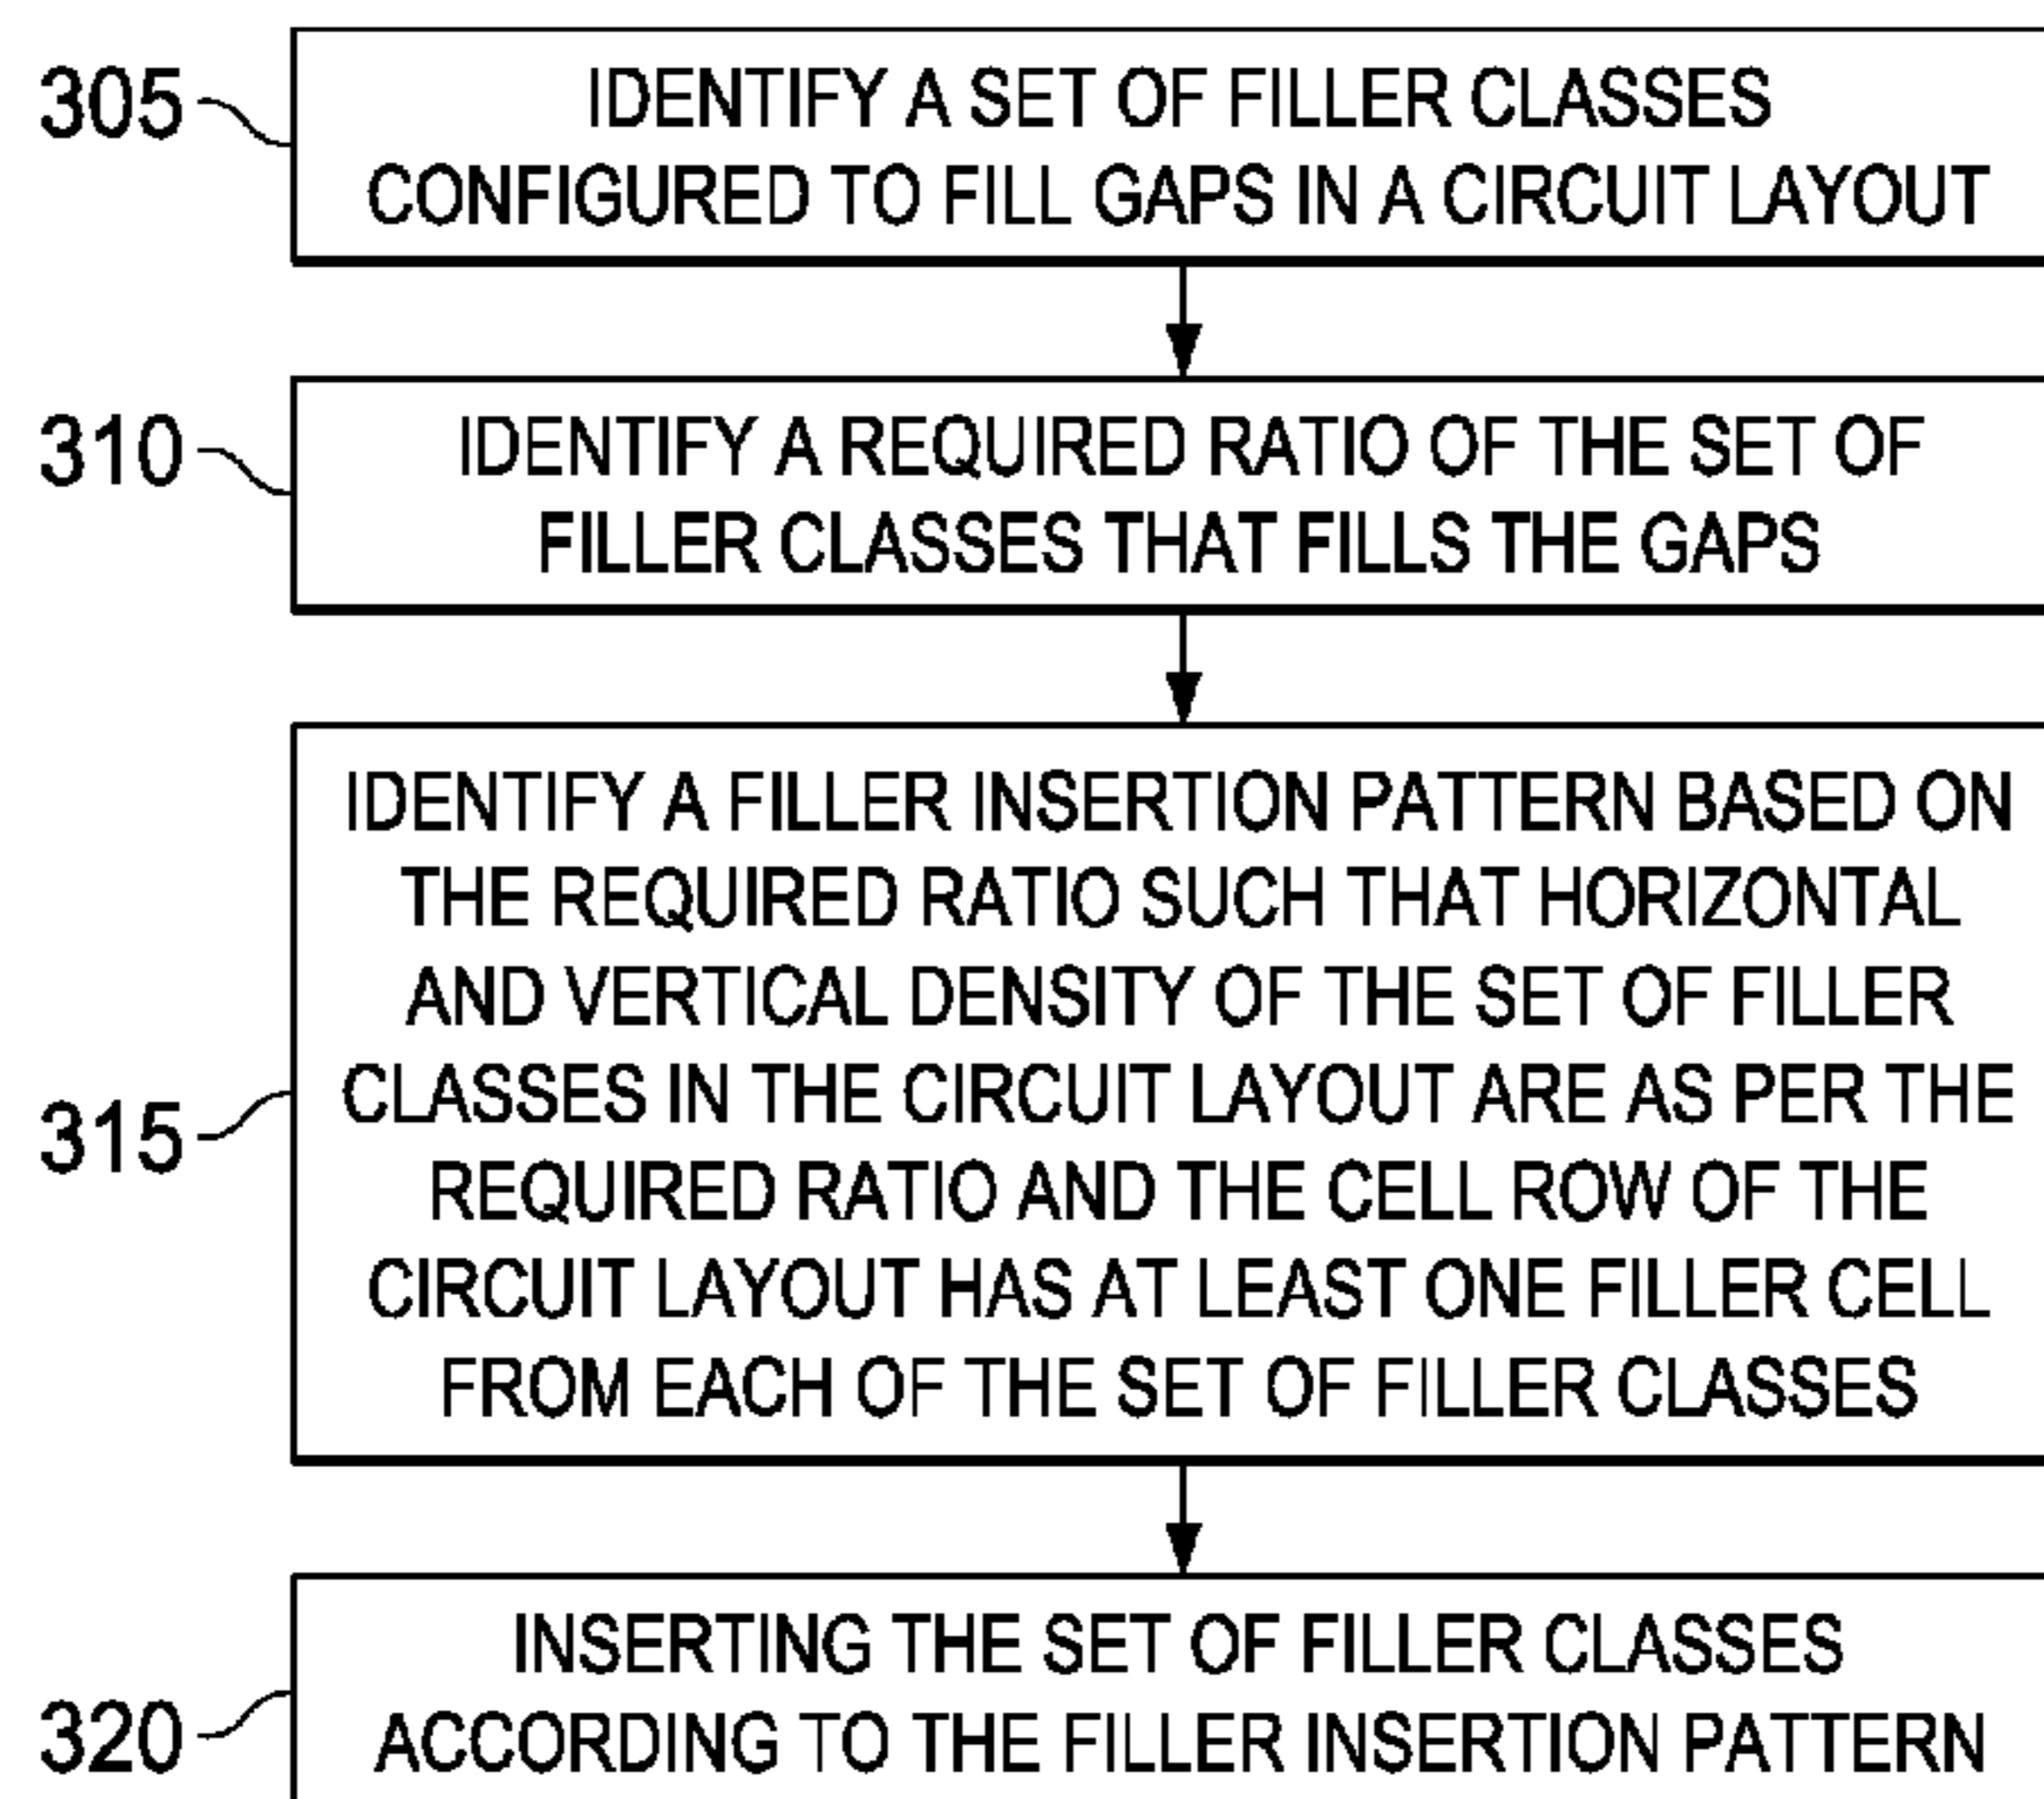 305
IDENTIFY A SET OF FILLER CLASSES
CONFIGURED TO FILL GAPS IN A CIRCUIT LAYOUT
310
IDENTIFY A REQUIRED RATIO OF THE SET OF
FILLER CLASSES THAT FILLS THE GAPS
315
IDENTIFY A FILLER INSERTION PATTERN BASED ON
THE REQUIRED RATIO SUCH THAT HORIZONTAL
AND VERTICAL DENSITY OF THE SET OF FILLER
CLASSES IN THE CIRCUIT LAYOUT ARE AS PER THE
REQUIRED RATIO AND THE CELL ROW OF THE
CIRCUIT LAYOUT HAS AT LEAST ONE FILLER CELL
FROM EACH OF THE SET OF FILLER CLASSES
320
INSERTING THE SET OF FILLER CLASSES
ACCORDING TO THE FILLER INSERTION PATTERN